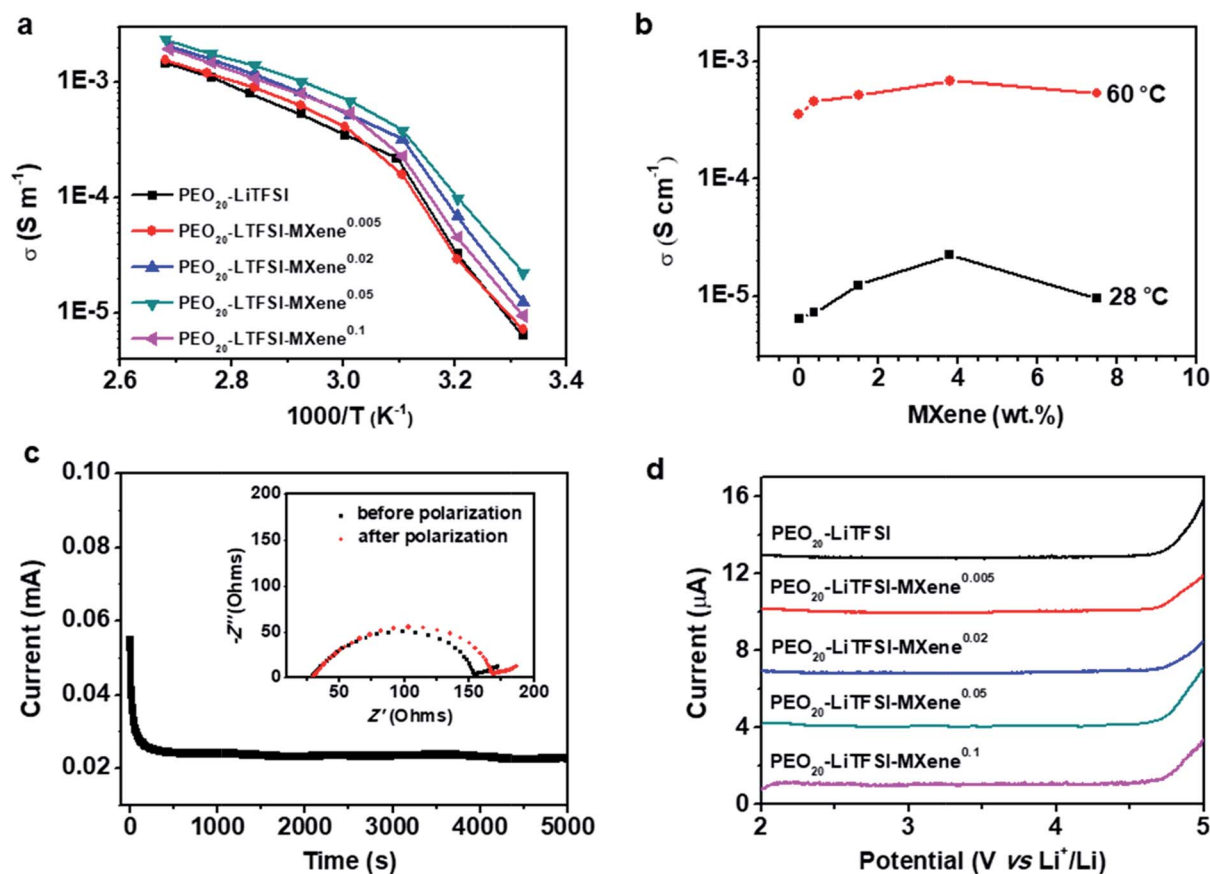 a
1E-3
1E-4
1E-5
σ (S m⁻¹)
PEO₂₀-LiTFSI
PEO₂₀-LTFSI-MXene⁰·⁰⁰⁵
PEO₂₀-LTFSI-MXene⁰·⁰²
PEO₂₀-LTFSI-MXene⁰·⁰⁵
PEO₂₀-LTFSI-MXene⁰·¹
2.6 2.8 3.0 3.2 3.4
1000/T (K⁻¹)
b
1E-3
1E-4
1E-5
σ (S cm⁻¹)
60 °C
28 °C
0 2 4 6 8 10
MXene (wt.%)
c
0.10
0.08
0.06
0.04
0.02
Current (mA)
200
150
100
50
0
-Z''(Ohms)
before polarization
after polarization
50 100 150 200
Z' (Ohms)
0 1000 2000 3000 4000 5000
Time (s)
d
16
12
8
4
0
Current (μA)
PEO₂₀-LiTFSI
PEO₂₀-LiTFSI-MXene⁰·⁰⁰⁵
PEO₂₀-LiTFSI-MXene⁰·⁰²
PEO₂₀-LiTFSI-MXene⁰·⁰⁵
PEO₂₀-LiTFSI-MXene⁰·¹
2 3 4 5
Potential (V vs Li⁺/Li)